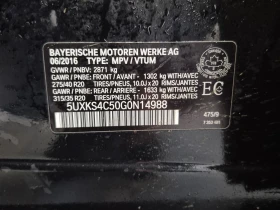 BAYERISCHE MOTOREN WERKE AG
06/2016 TYPE: MPV / VTUM
GVWR / PNBV: 2871 kg
GAWR / PNBE: FRONT / AVANT - 1302 kg WITH/AVEC
275/40 R20 TIRES/PNEUS, 10.0J x 20 RIMS/JANTES
GAWR / PNBE: REAR / ARRIERE - 1633 kg WITH/AVEC
315/35 R20 TIRES/PNEUS, 11.0J x 20 RIMS/JANTES
5UXKS4C50G0N14988
EC
475/9